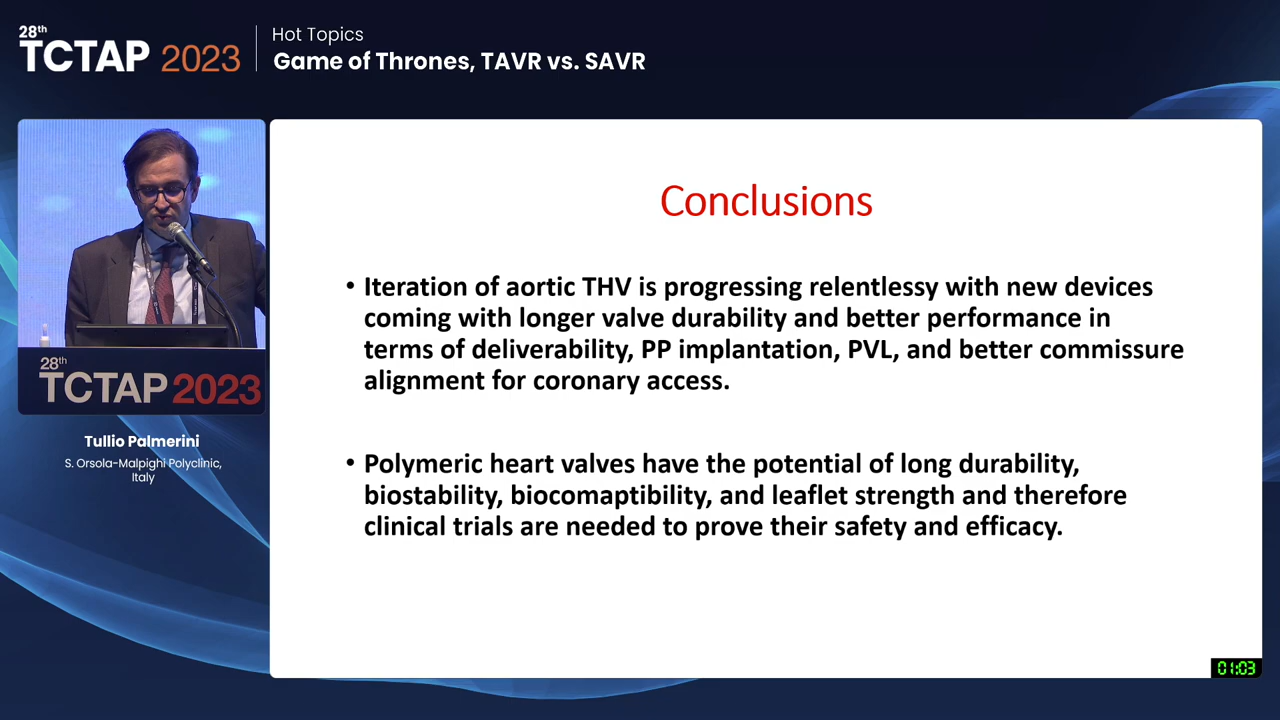 28th
TCTAP 2023
Hot Topics
Game of Thrones, TAVR vs. SAVR
28th
TCTAP 2023
Tullio Palmerini
S. Orsola-Malpighi Polyclinic,
Italy
Conclusions
• Iteration of aortic THV is progressing relentlessy with new devices
coming with longer valve durability and better performance in
terms of deliverability, PP implantation, PVL, and better commissure
alignment for coronary access.
• Polymeric heart valves have the potential of long durability,
biostability, biocomaptibility, and leaflet strength and therefore
clinical trials are needed to prove their safety and efficacy.
01:03